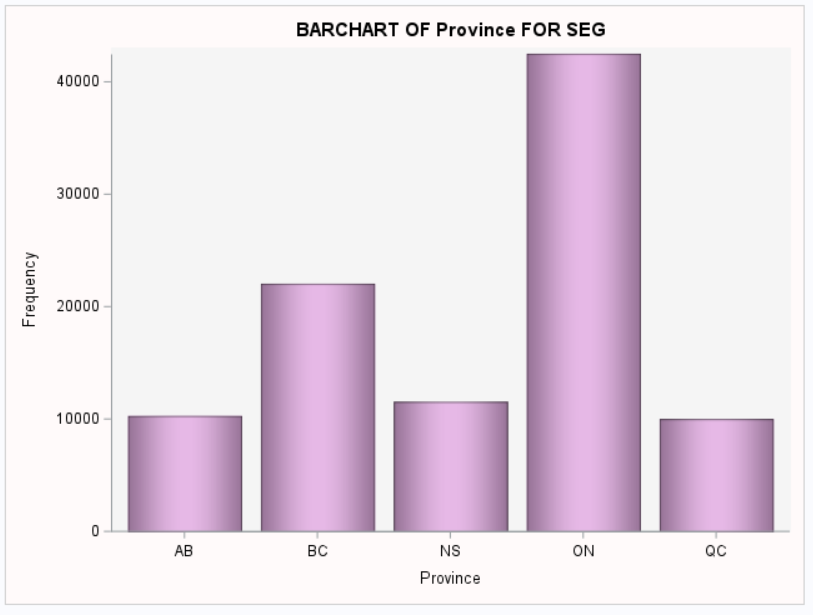 BARCHART OF Province FOR SEG
40000
30000
20000
10000
0
Frequency
AB
BC
NS
ON
QC
Province